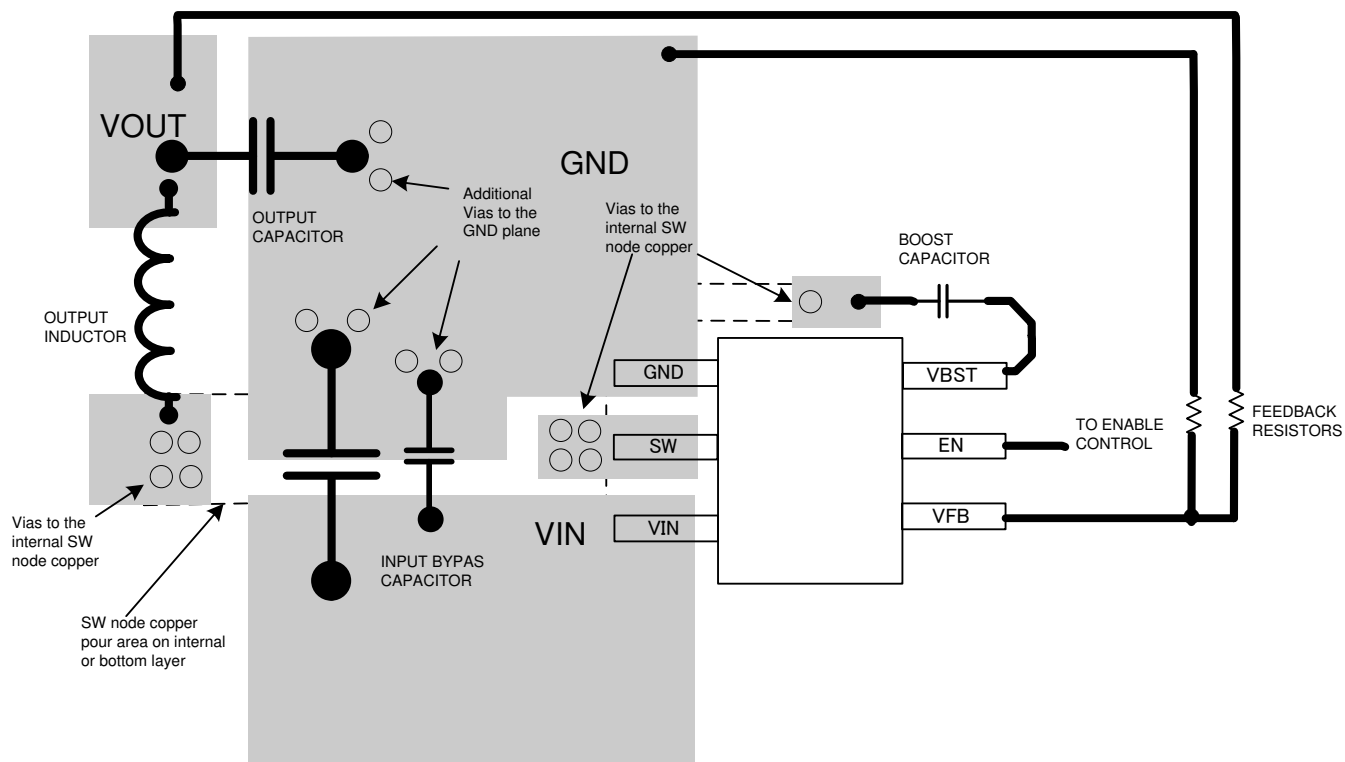 VOUT
GND
OUTPUT
CAPACITOR
Additional
Vias to the
GND plane
Vias to the
internal SW
node copper
BOOST
CAPACITOR
OUTPUT
INDUCTOR
GND
VBST
SW
EN
TO ENABLE
CONTROL
FEEDBACK
RESISTORS
VIN
VIN
VFB
Vias to the
internal SW
node copper
INPUT BYPAS
CAPACITOR
SW node copper
pour area on internal
or bottom layer